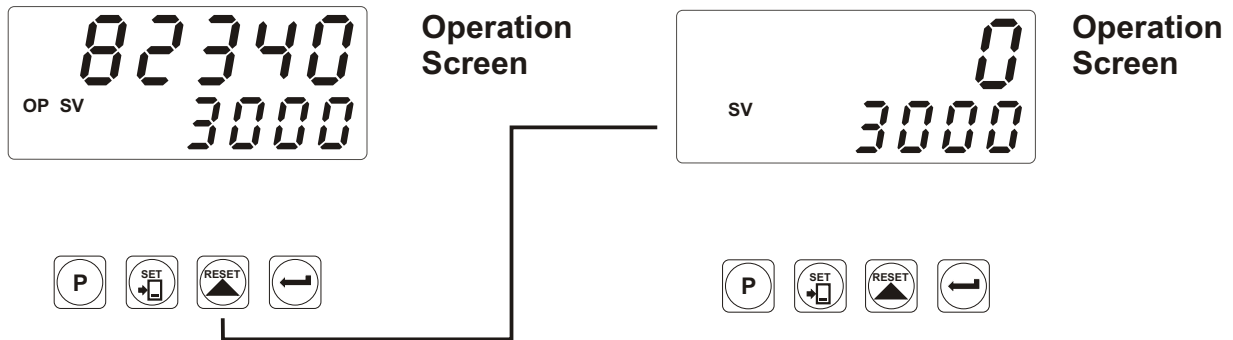 82340
OP SV
3000
Operation
Screen
P
SET
RESET
0
SV
3000
Operation
Screen
P
SET
RESET